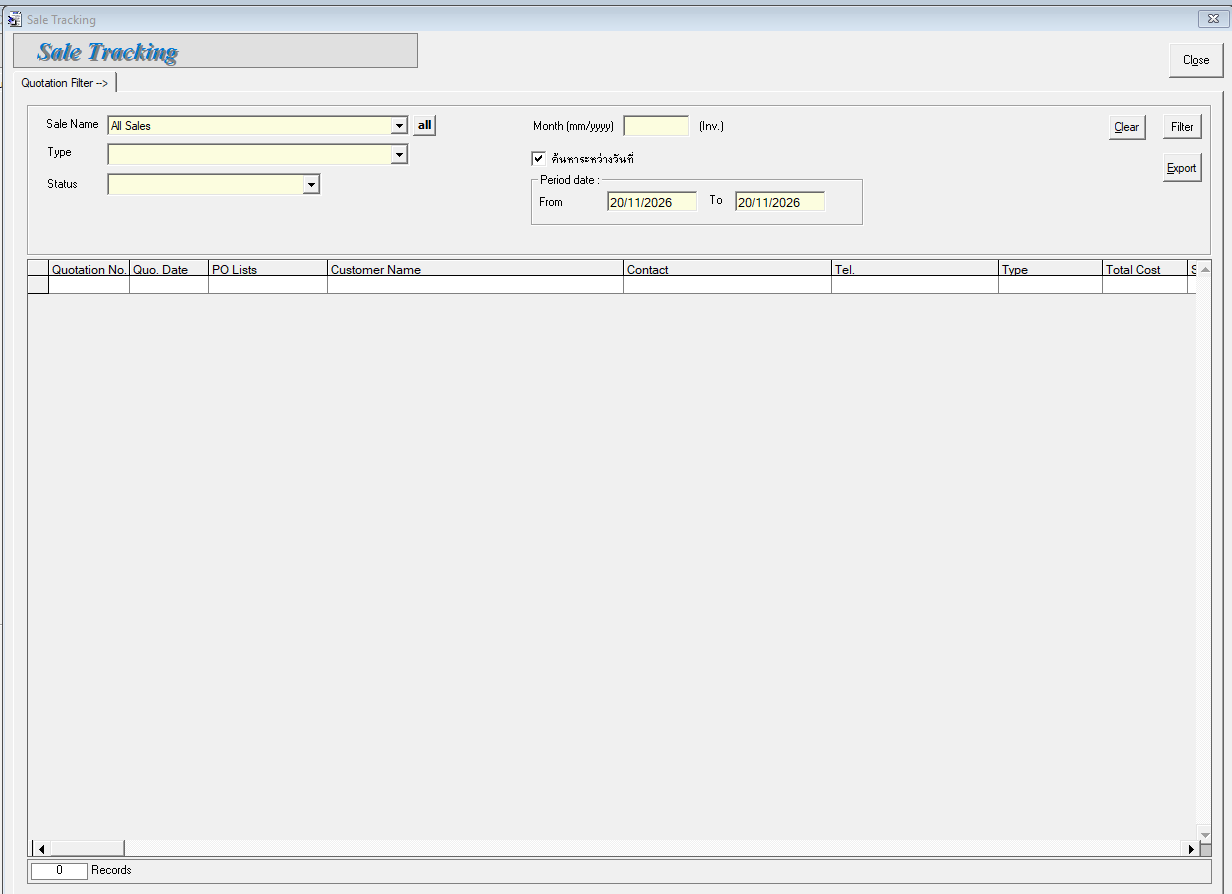 Sale Tracking
Sale Tracking
Close
Quotation Filter -->
Sale Name All Sales all Month (mm/yyyy) (Inv.) Clear Filter
Type ค้นหาระหว่างวันที่ Export
Status Period date :
From 20/11/2026 To 20/11/2026
Quotation No. Quo. Date PO Lists Customer Name Contact Tel. Type Total Cost S
0 Records